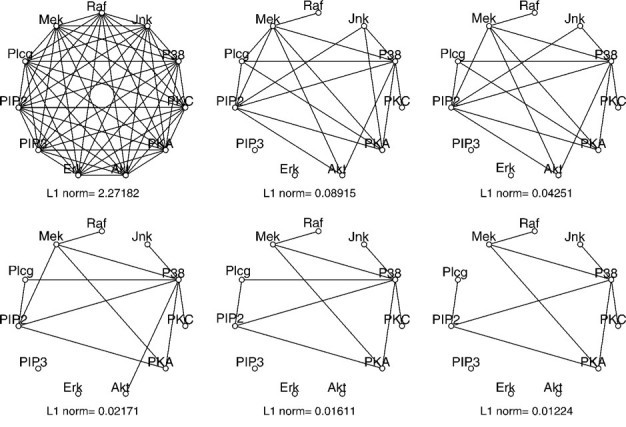 Raf
Mek Jnk
Plcg P38
PIP2 PKC
PIP3 PKA
Erk Akt
L1 norm= 2.27182
Raf
Mek Jnk
Plcg P38
PIP2 PKC
PIP3 PKA
Erk Akt
L1 norm= 0.08915
Raf
Mek Jnk
Plcg P38
PIP2 PKC
PIP3 PKA
Erk Akt
L1 norm= 0.04251
Raf
Mek Jnk
Plcg P38
PIP2 PKC
PIP3 PKA
Erk Akt
L1 norm= 0.02171
Raf
Mek Jnk
Plcg P38
PIP2 PKC
PIP3 PKA
Erk Akt
L1 norm= 0.01611
Raf
Mek Jnk
Plcg P38
PIP2 PKC
PIP3 PKA
Erk Akt
L1 norm= 0.01224